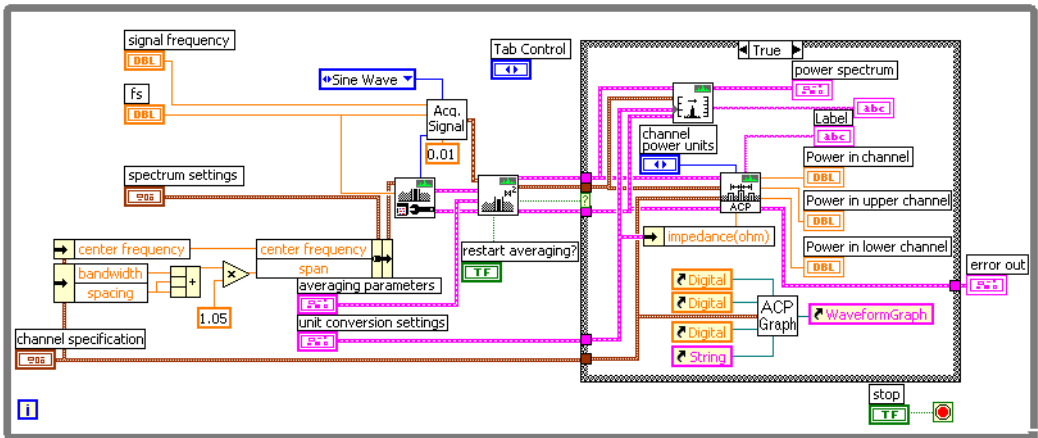 signal frequency
DBL
fs
DBL
Sine Wave
Acq.
Signal
0.01
Tab Control
True
power spectrum
abc
Label
abc
channel
power units
Power in channel
DBL
Power in upper channel
DBL
Power in lower channel
DBL
ACP
impedance(ohm)
spectrum settings
center frequency
bandwidth
spacing
+
x
1.05
center frequency
span
restart averaging?
TF
averaging parameters
unit conversion settings
channel specification
?
error out
Digital
Digital
Digital
String
ACP
Graph
WaveformGraph
stop
TF
i